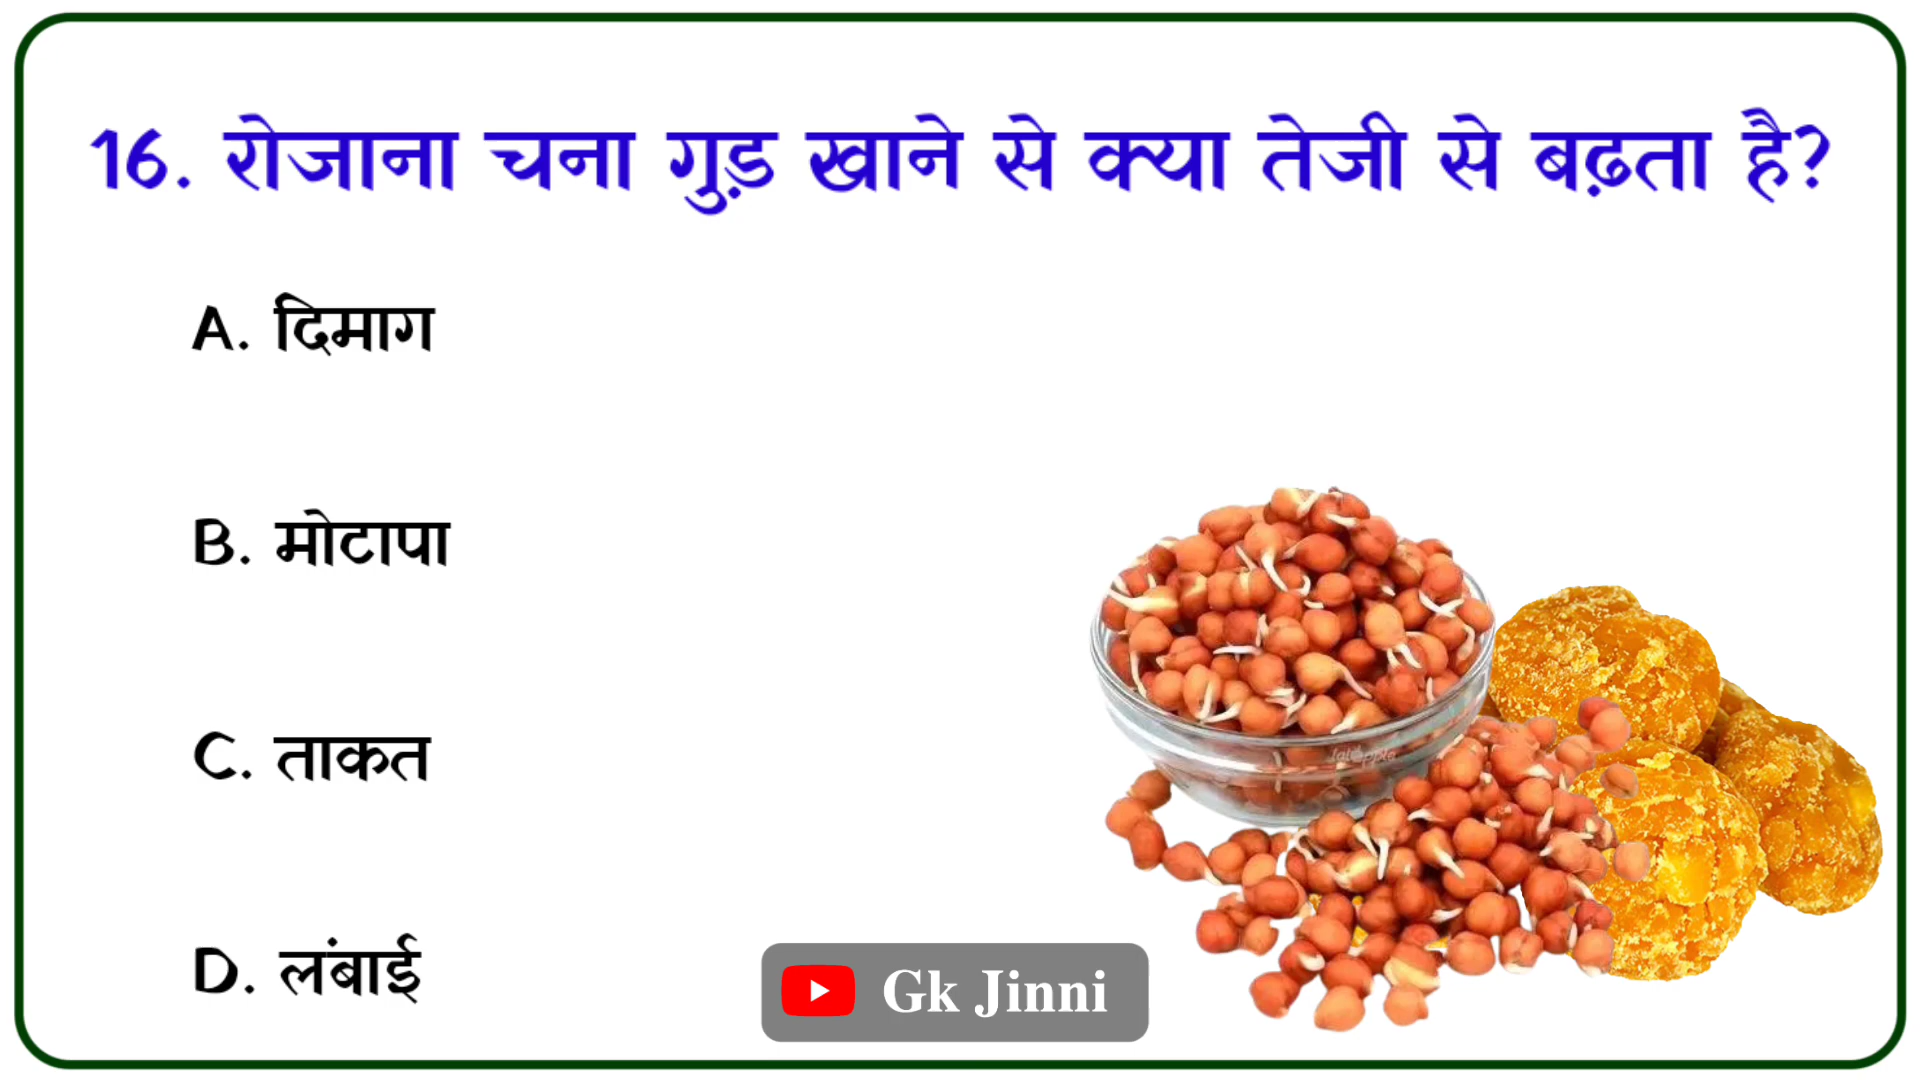 16. रोजाना चना गुड़ खाने से क्या तेजी से बढ़ता है?
A. दिमाग
B. मोटापा
C. ताकत
D. लंबाई
Gk Jinni